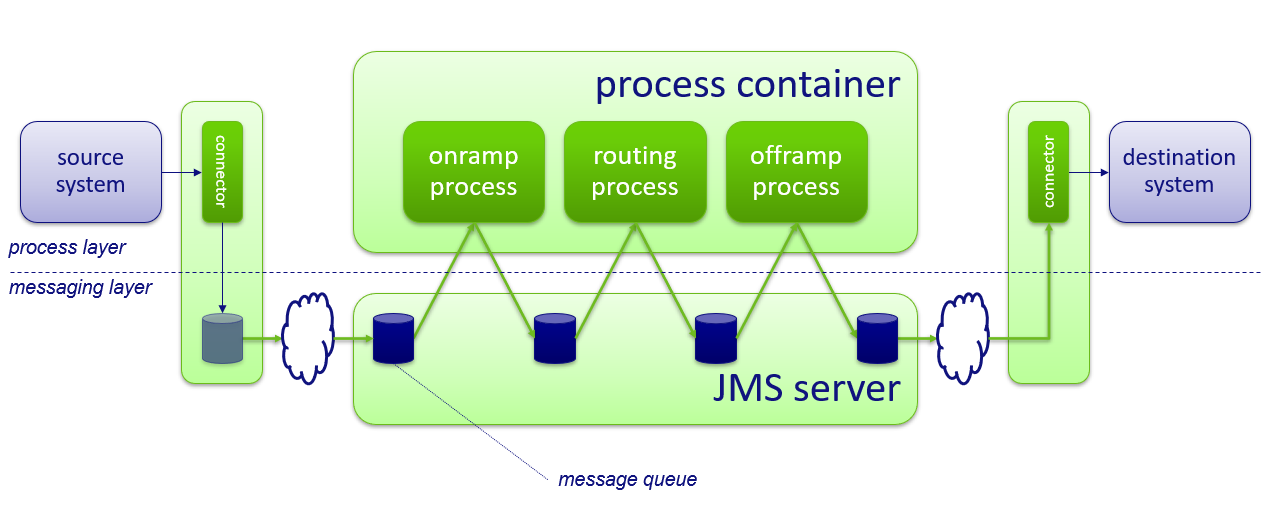 process container
source
system
connector
onramp
process
routing
process
offramp
process
connector
destination
system
process layer
messaging layer
JMS server
message queue